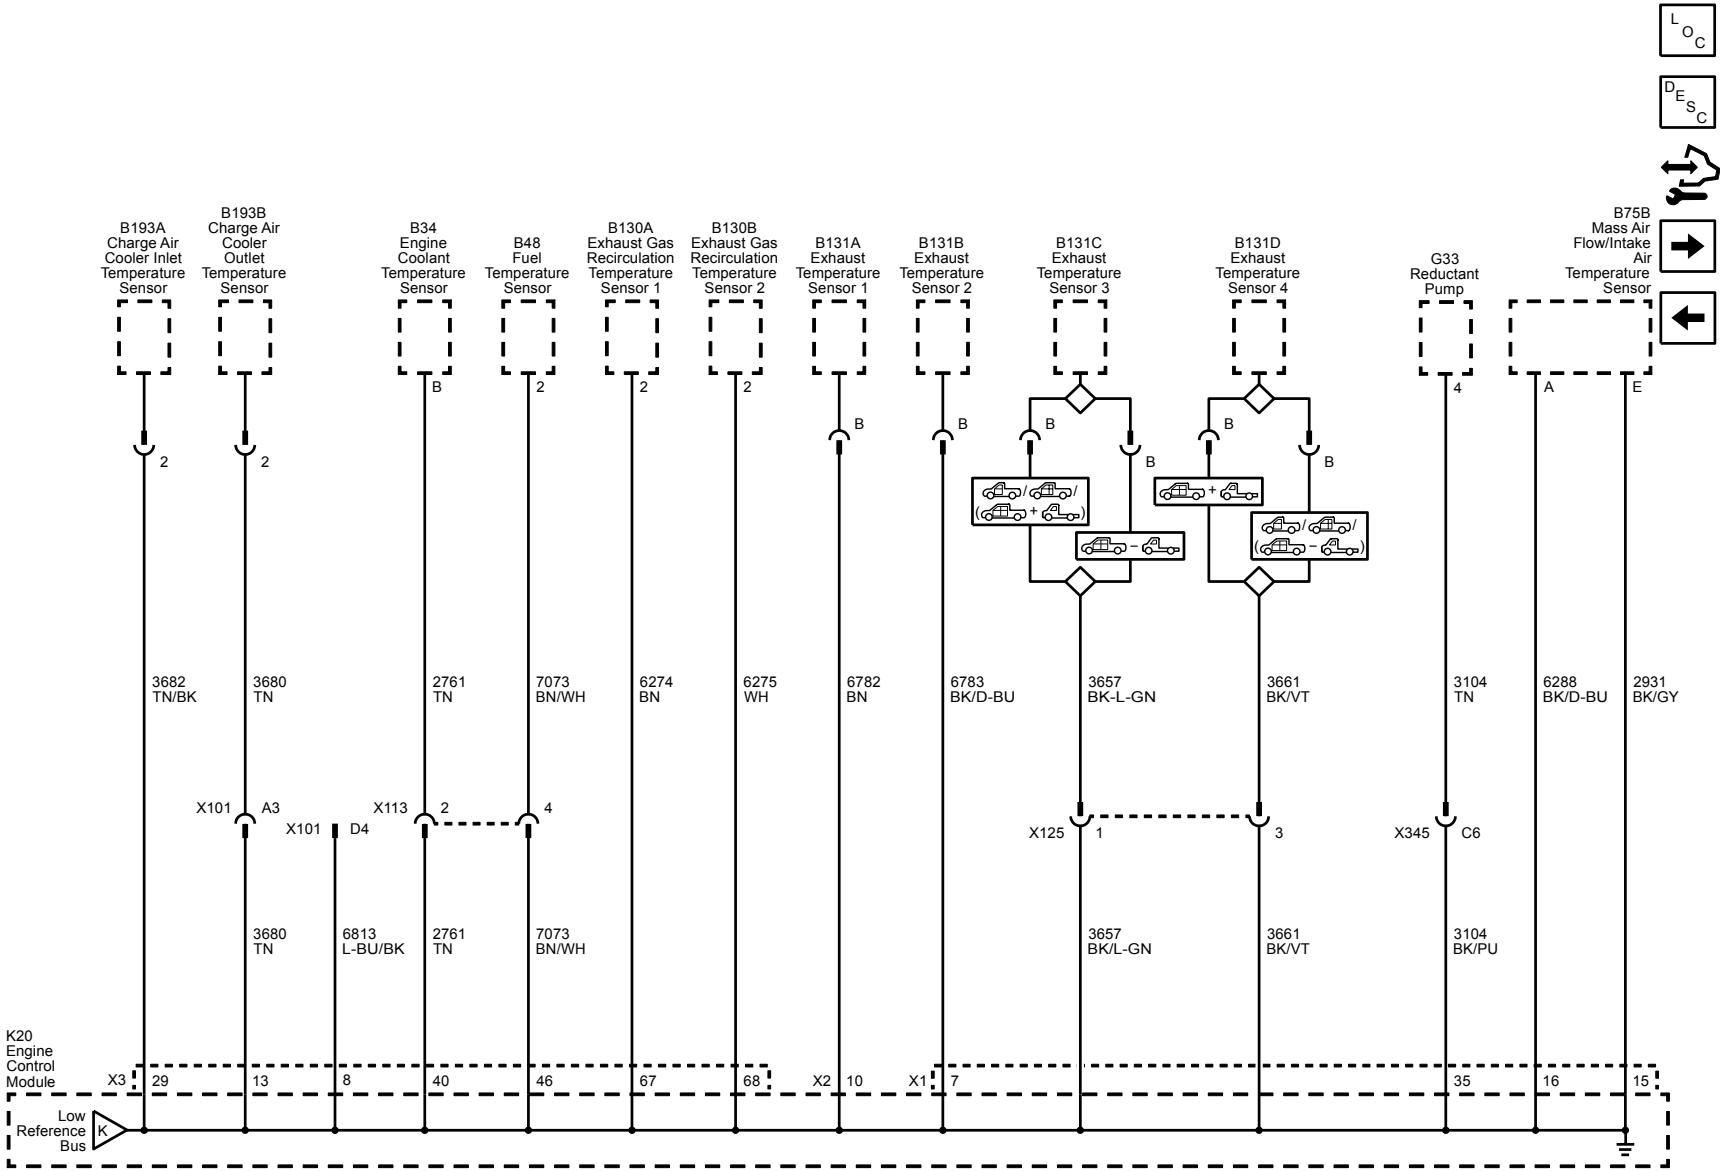 L O C
D E S C
B193A
Charge Air
Cooler Inlet
Temperature
Sensor
B193B
Charge Air
Cooler
Outlet
Temperature
Sensor
B34
Engine
Coolant
Temperature
Sensor
B48
Fuel
Temperature
Sensor
B130A
Exhaust Gas
Recirculation
Temperature
Sensor 1
B130B
Exhaust Gas
Recirculation
Temperature
Sensor 2
B131A
Exhaust
Temperature
Sensor 1
B131B
Exhaust
Temperature
Sensor 2
B131C
Exhaust
Temperature
Sensor 3
B131D
Exhaust
Temperature
Sensor 4
G33
Reductant
Pump
B75B
Mass Air
Flow/Intake
Air
Temperature
Sensor
B 2 2 2 4 A E
B B B B
2 2 B B
/ /
( + )
+
−
/ /
( − )
3682
TN/BK
3680
TN
2761
TN
7073
BN/WH
6274
BN
6275
WH
6782
BN
6783
BK/D-BU
3657
BK-L-GN
3661
BK/VT
3104
TN
6288
BK/D-BU
2931
BK/GY
X101 A3
X101 D4
X113 2 4
X125 1 3
X345 C6
3680
TN
6813
L-BU/BK
2761
TN
7073
BN/WH
3657
BK/L-GN
3661
BK/VT
3104
BK/PU
K20
Engine
Control
Module
X3 29 13 8 40 46 67 68 X2 10 X1 7 35 16 15
Low
Reference
Bus
K